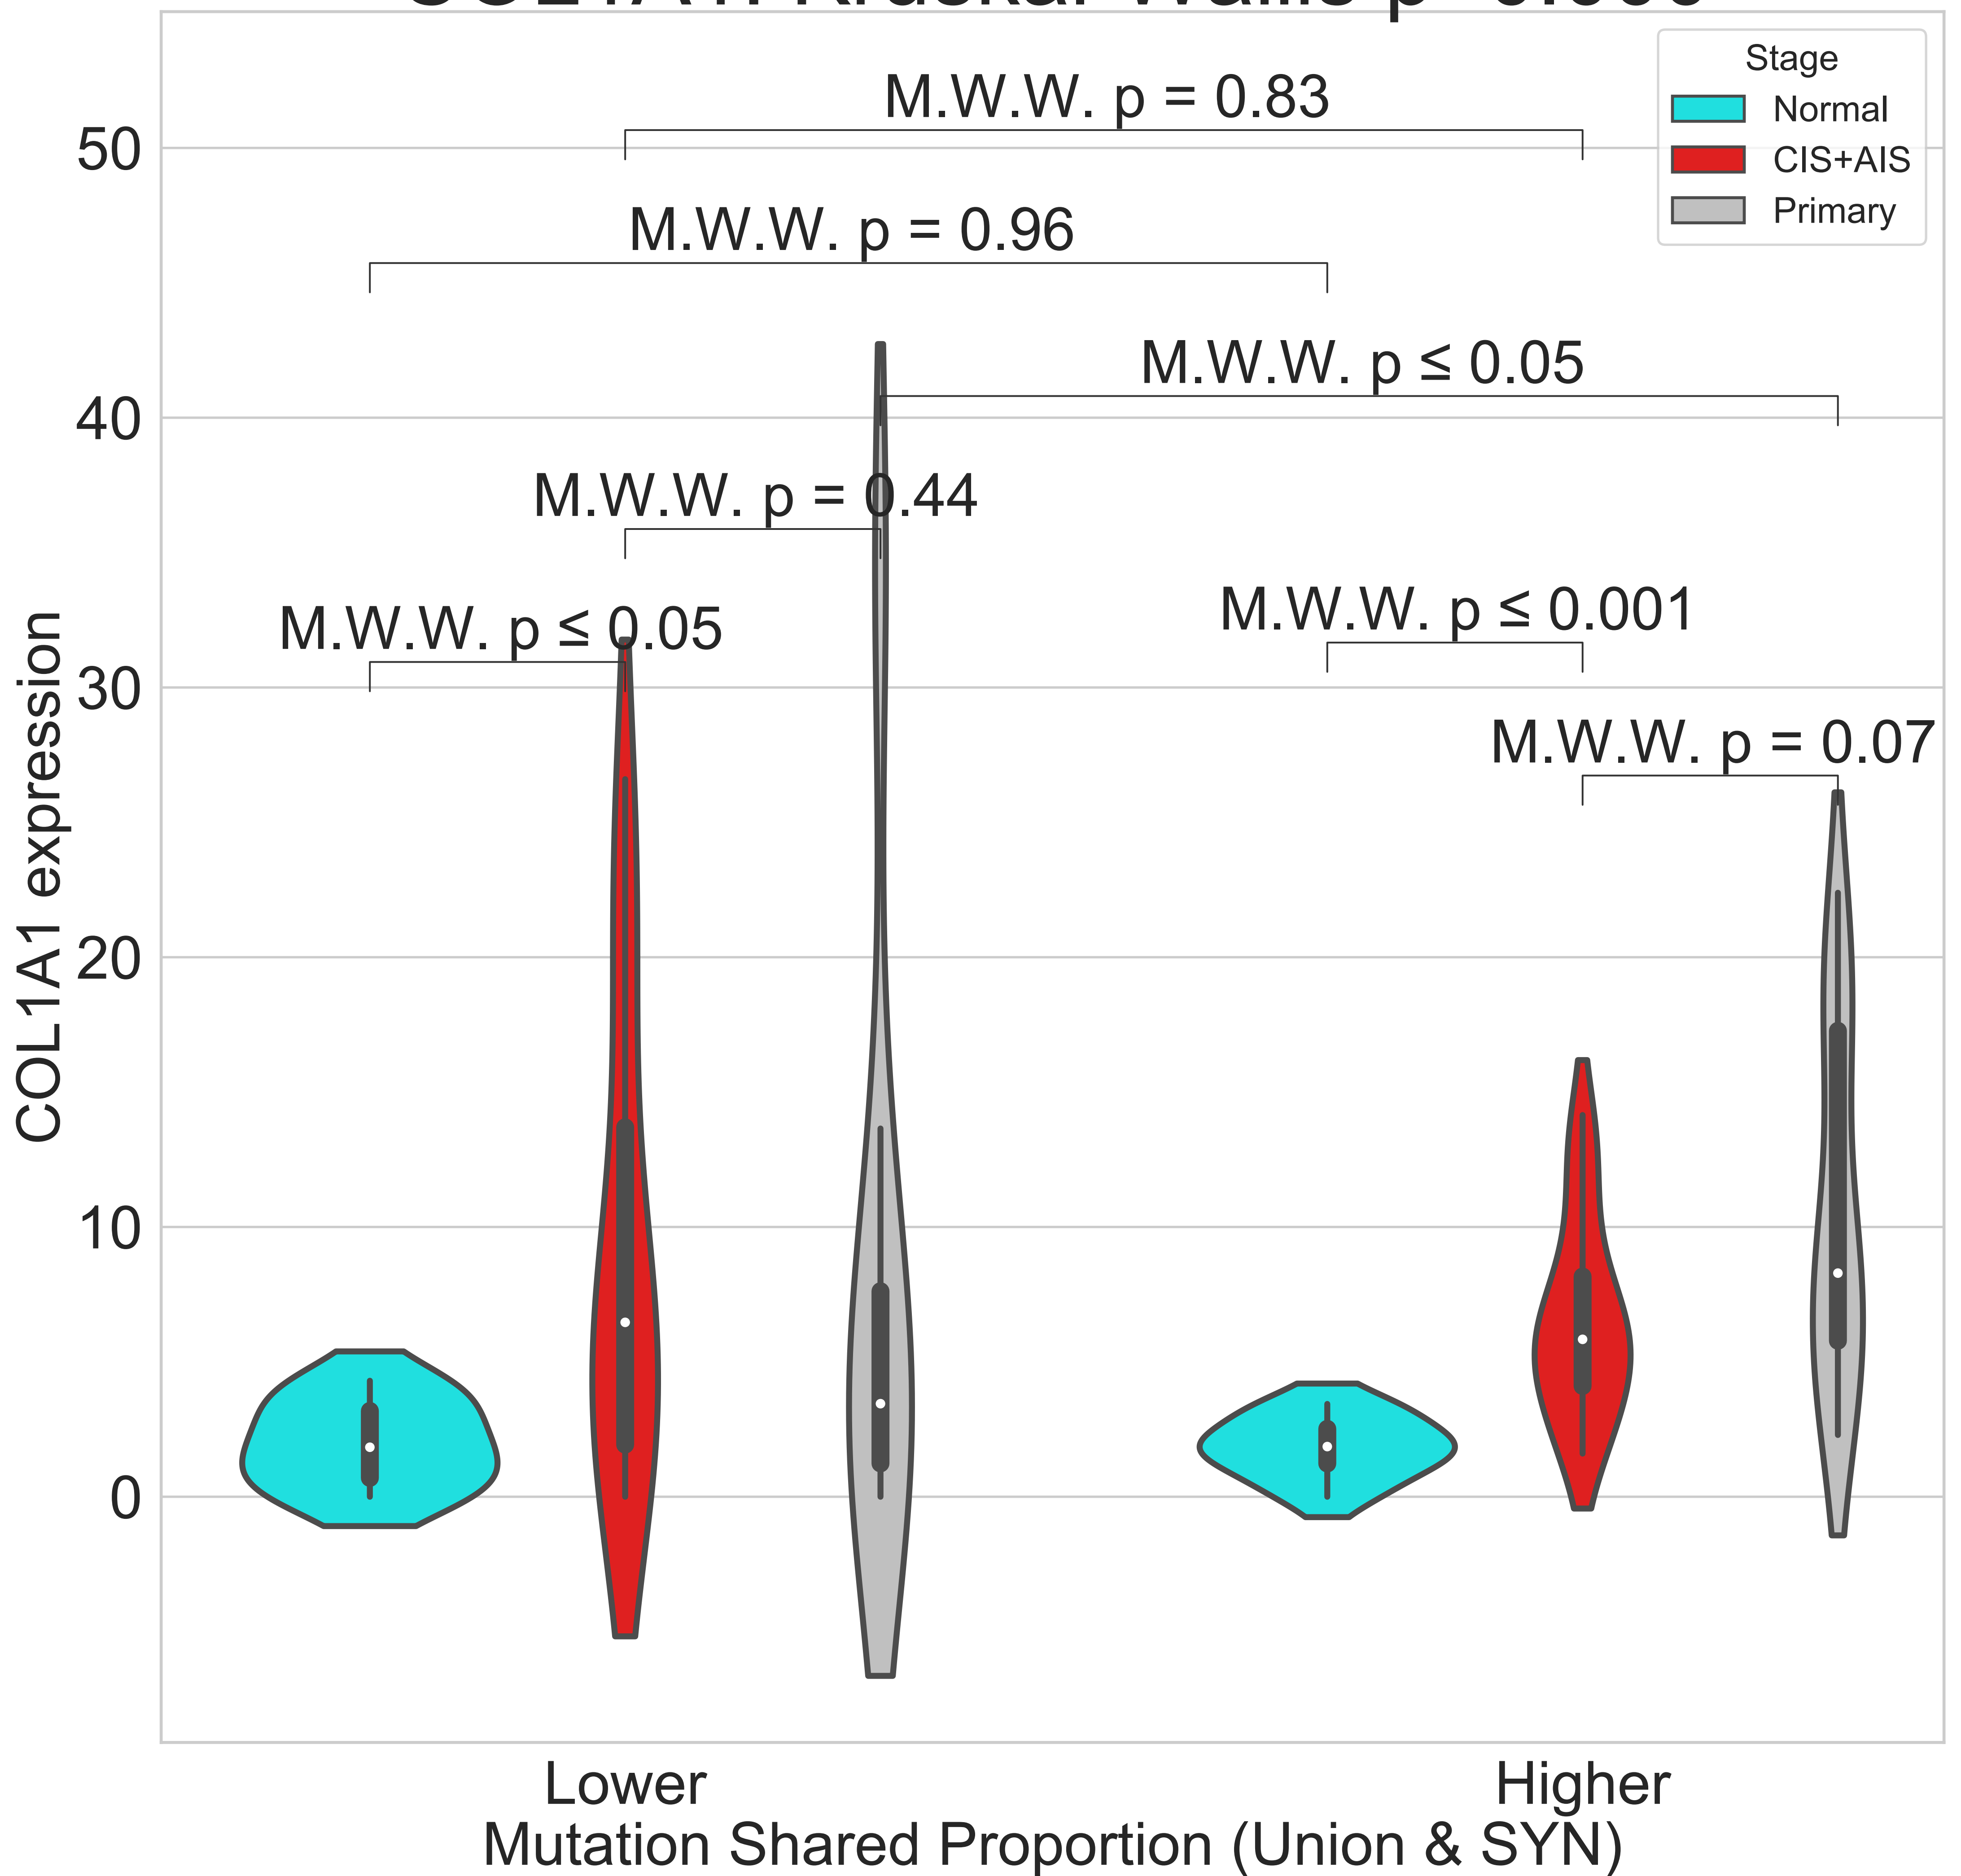 Stage
Normal
CIS+AIS
Primary
M.W.W. p = 0.83
M.W.W. p = 0.96
M.W.W. p ≤ 0.05
M.W.W. p = 0.44
M.W.W. p ≤ 0.05
M.W.W. p ≤ 0.001
M.W.W. p = 0.07
50
40
30
20
10
0
COL1A1 expression
Lower
Higher
Mutation Shared Proportion (Union & SYN)